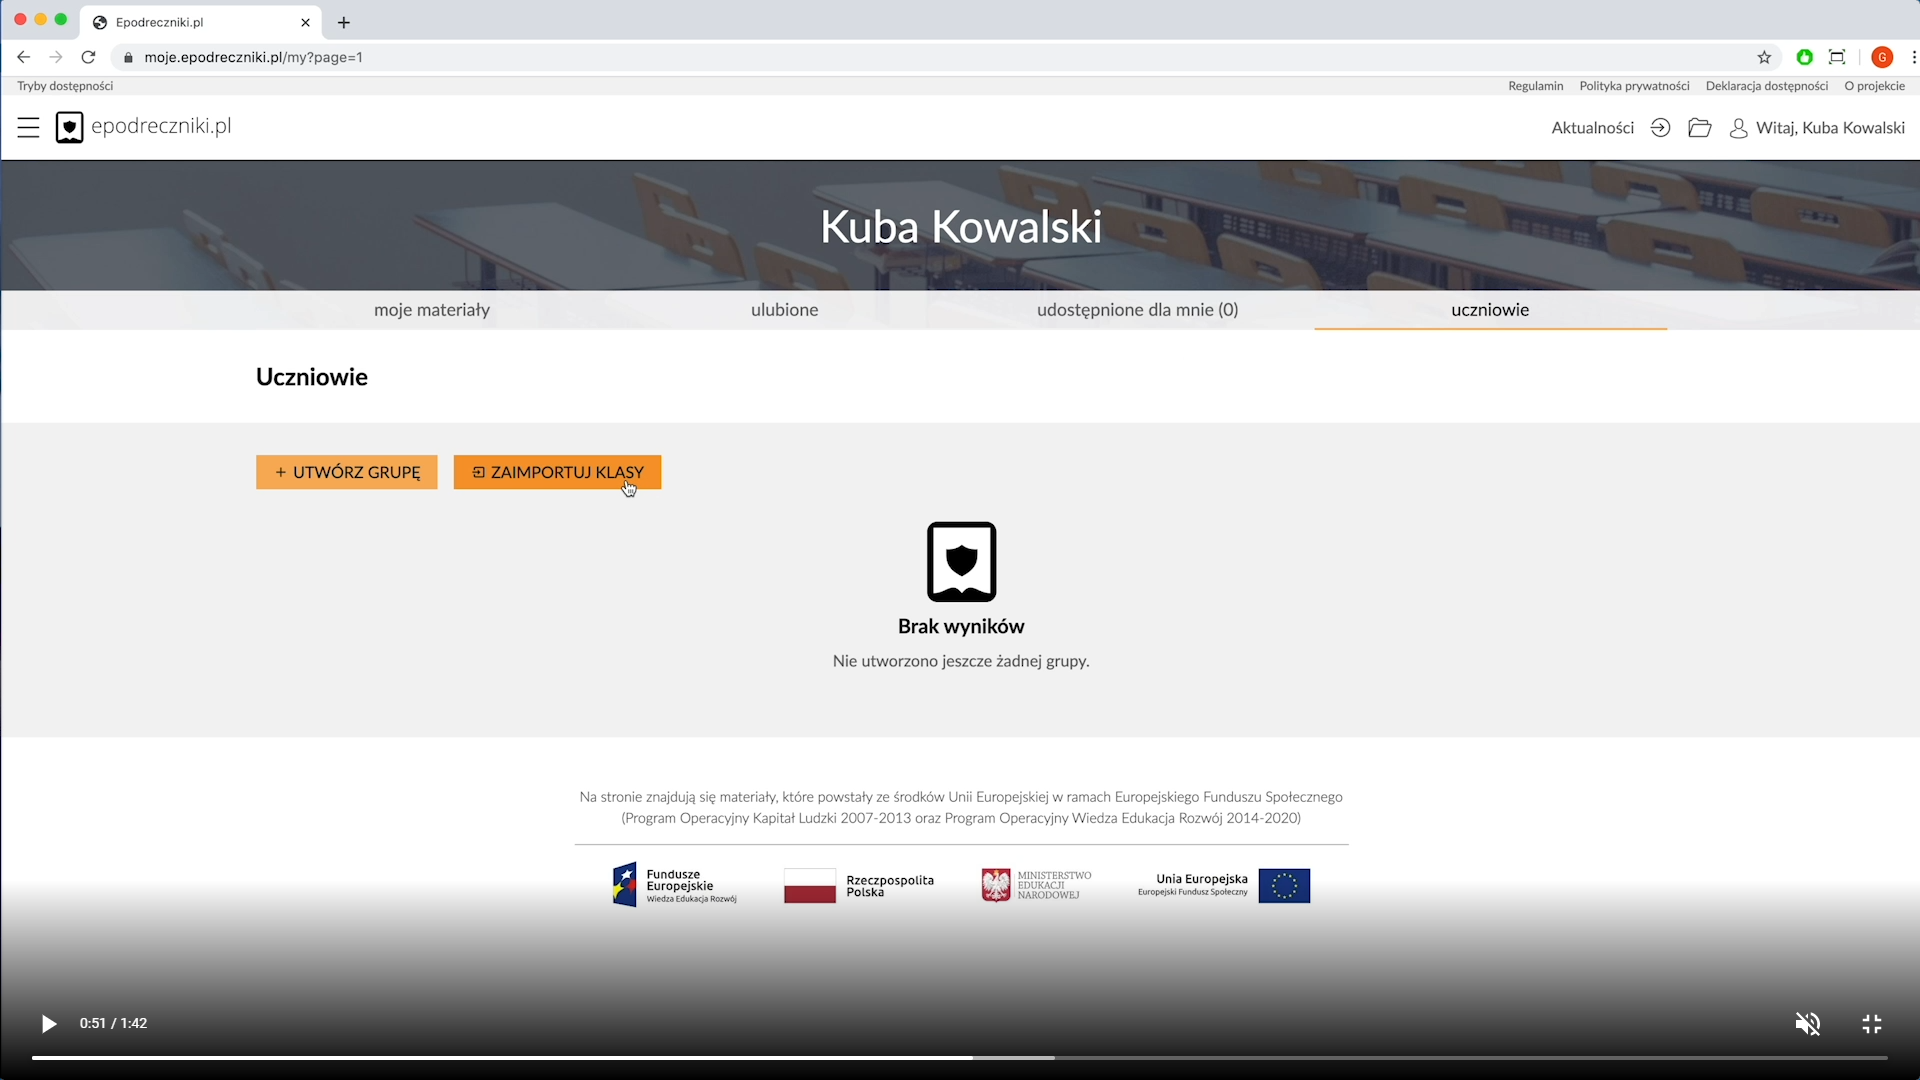 Epodreczniki.pl
moje.epodreczniki.pl/my?page=1
G
Tryby dostępności
Regulamin Polityka prywatności Deklaracja dostępności O projekcie
epodreczniki.pl
Aktualności Witaj, Kuba Kowalski
Kuba Kowalski
moje materiały ulubione udostępnione dla mnie (0) uczniowie
Uczniowie
+ UTWÓRZ GRUPĘ ZAIMPORTUJ KLASY
Brak wyników
Nie utworzono jeszcze żadnej grupy.
Na stronie znajdują się materiały, które powstały ze środków Unii Europejskiej w ramach Europejskiego Funduszu Społecznego
(Program Operacyjny Kapitał Ludzki 2007-2013 oraz Program Operacyjny Wiedza Edukacja Rozwój 2014-2020)
Fundusze
Europejskie
Wiedza Edukacja Rozwój
Rzeczpospolita
Polska
MINISTERSTWO
EDUKACJI
NARODOWEJ
Unia Europejska
Europejski Fundusz Społeczny
0:51 / 1:42